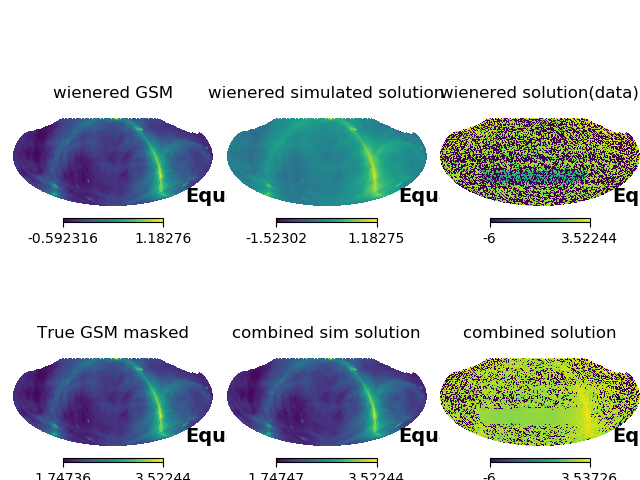 wienered GSM
wienered simulated solution
wienered solution(data)
Equ
Equ
Eq
-0.592316 1.18276
-1.52302 1.18275
-6 3.52244
True GSM masked
combined sim solution
combined solution
Equ
Equ
Eq
1.74736 3.52244
1.74747 3.52244
-6 3.53726